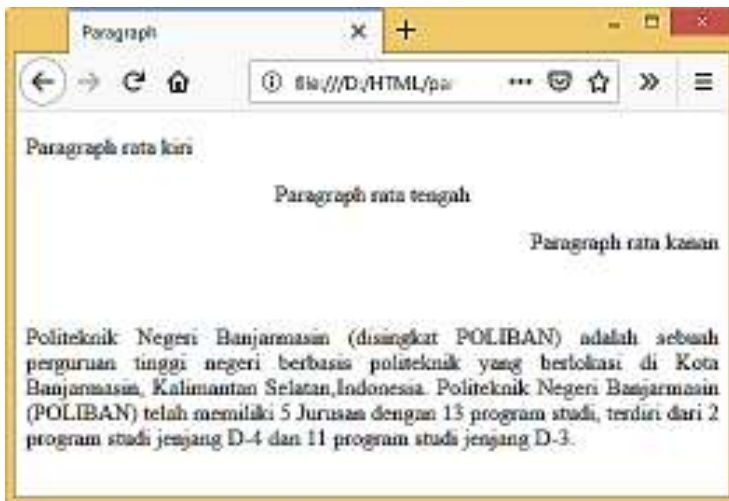 Paragraph
file:///D:/HTML/par
Paragraph rata kiri
Paragraph rata tengah
Paragraph rata kanan
Politeknik Negeri Banjarmasin (disingkat POLIBAN) adalah sebuah
perguruan tinggi negeri berbasis politeknik yang berlokasi di Kota
Banjarmasin, Kalimantan Selatan,Indonesia. Politeknik Negeri Banjarmasin
(POLIBAN) telah memiliki 5 Jurusan dengan 13 program studi, terdiri dari 2
program studi jenjang D-4 dan 11 program studi jenjang D-3.